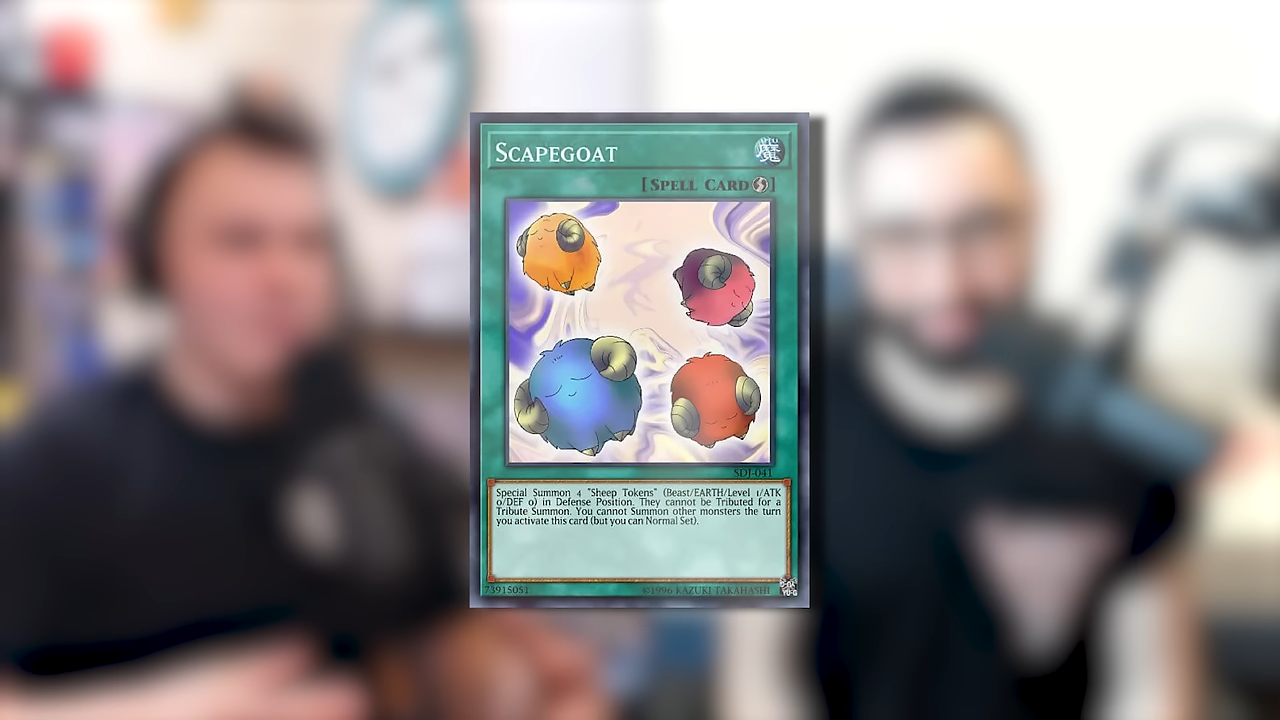 SCAPEGOAT
[SPELL CARD]
SDJ-041
Special Summon 4 "Sheep Tokens" (Beast/EARTH/Level 1/ATK
0/DEF 0) in Defense Position. They cannot be Tributed for a
Tribute Summon. You cannot Summon other monsters the turn
you activate this card (but you can Normal Set).
73915051
©1996 KAZUKI TAKAHASHI